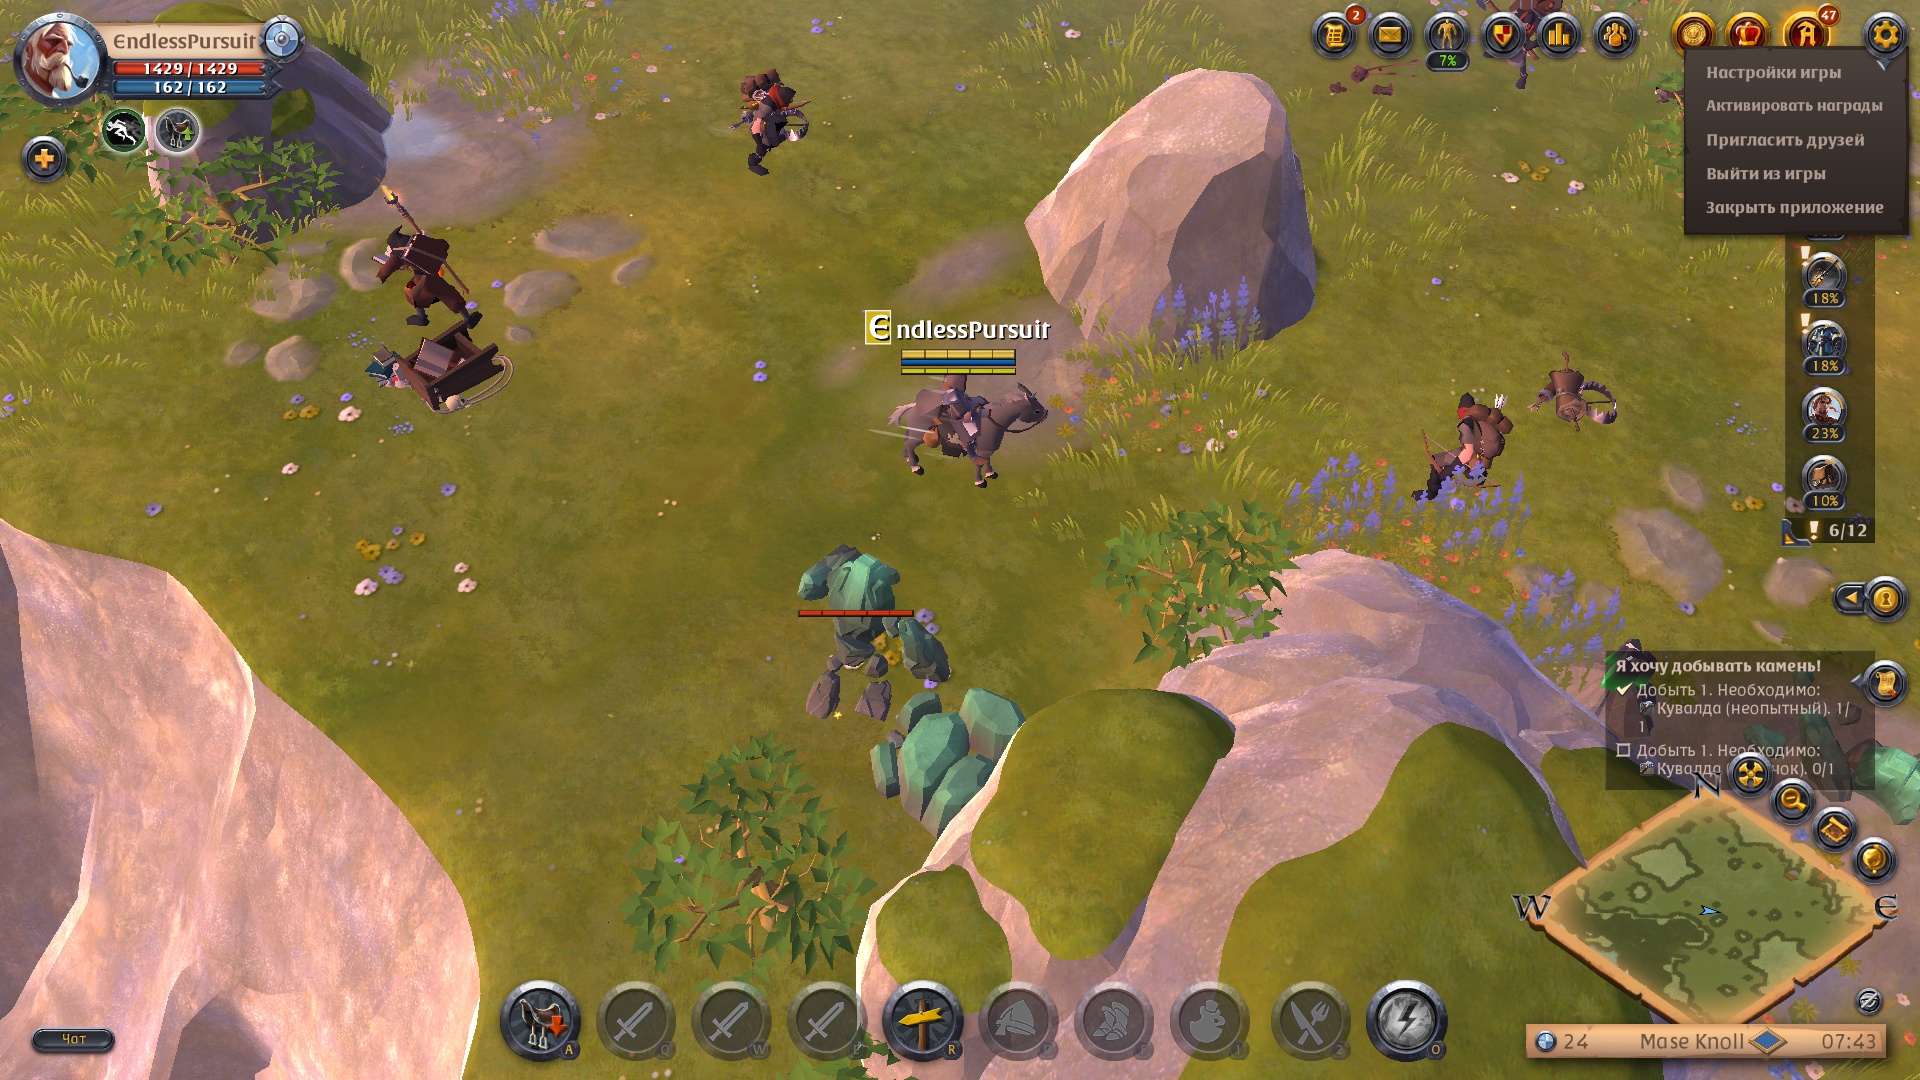 EndlessPursuit
1429 / 1429
162 / 162
2
7%
47
Настройки игры
Активировать награды
Пригласить друзей
Выйти из игры
Закрыть приложение
18%
18%
23%
10%
6/12
EndlessPursuit
Я хочу добывать камень!
Добыть 1. Необходимо:
Кувалда (неопытный). 1/
1
Добыть 1. Необходимо:
0/1
N
W
E
Чат
A
Q
W
E
R
D
F
1
2
O
24
Mase Knoll
07:43